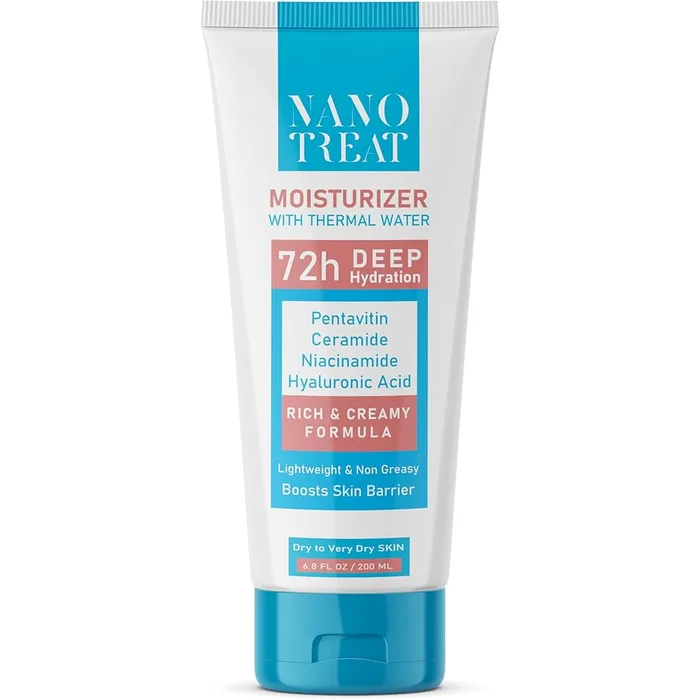 NANO
TREAT
MOISTURIZER
WITH THERMAL WATER
72h DEEP
Hydration
Pentavitin
Ceramide
Niacinamide
Hyaluronic Acid
RICH & CREAMY
FORMULA
Lightweight & Non Greasy
Boosts Skin Barrier
Dry to Very Dry SKIN
6.8 FL OZ / 200 ML